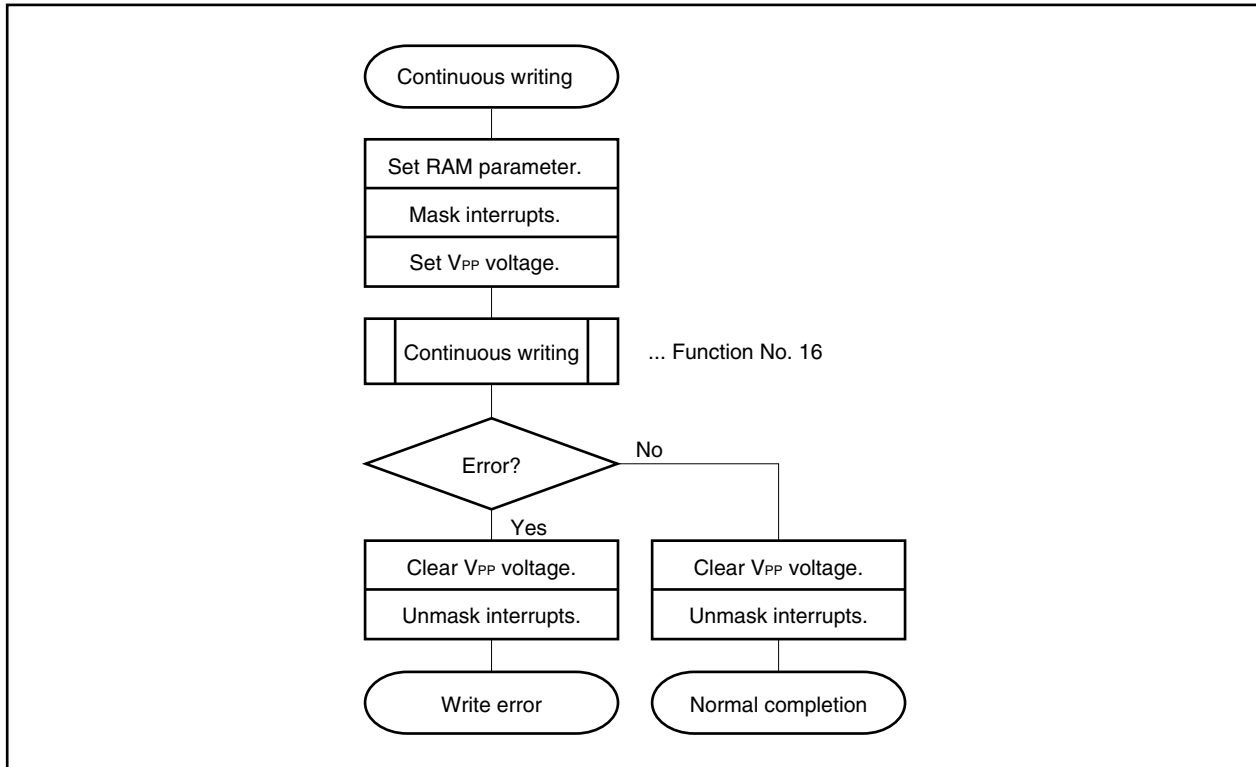 Continuous writing
Set RAM parameter.
Mask interrupts.
Set VPP voltage.
Continuous writing ... Function No. 16
Error?
No
Yes
Clear VPP voltage.
Unmask interrupts.
Write error
Clear VPP voltage.
Unmask interrupts.
Normal completion